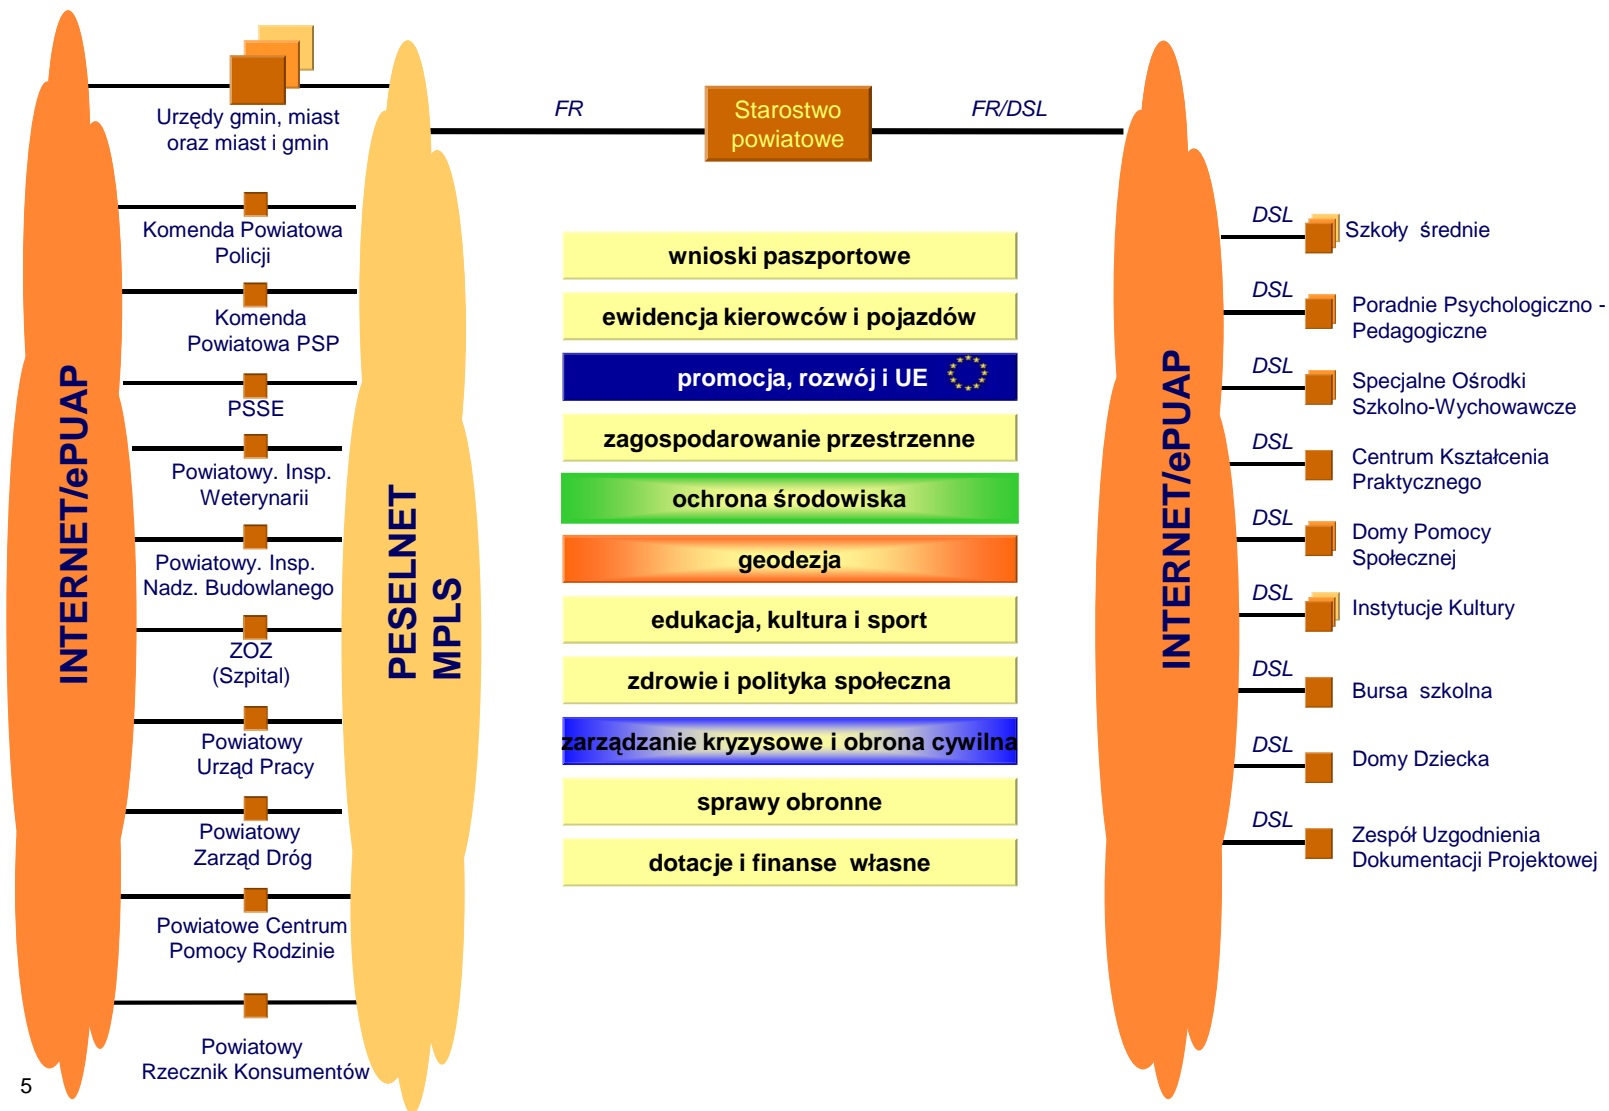 Urzędy gmin, miast
oraz miast i gmin
Komenda Powiatowa
Policji
Komenda
Powiatowa PSP
PSSE
Powiatowy. Insp.
Weterynarii
Powiatowy. Insp.
Nadz. Budowlanego
ZOZ
(Szpital)
Powiatowy
Urząd Pracy
Powiatowy
Zarząd Dróg
Powiatowe Centrum
Pomocy Rodzinie
Powiatowy
Rzecznik Konsumentów
INTERNET/ePUAP
PESELNET
MPLS
FR
Starostwo
powiatowe
FR/DSL
wnioski paszportowe
ewidencja kierowców i pojazdów
promocja, rozwój i UE
zagospodarowanie przestrzenne
ochrona środowiska
geodezja
edukacja, kultura i sport
zdrowie i polityka społeczna
zarządzanie kryzysowe i obrona cywilna
sprawy obronne
dotacje i finanse własne
INTERNET/ePUAP
DSL
Szkoły średnie
DSL
Poradnie Psychologiczno -
Pedagogiczne
DSL
Specjalne Ośrodki
Szkolno-Wychowawcze
DSL
Centrum Kształcenia
Praktycznego
DSL
Domy Pomocy
Społecznej
DSL
Instytucje Kultury
DSL
Bursa szkolna
DSL
Domy Dziecka
DSL
Zespół Uzgodnienia
Dokumentacji Projektowej
5